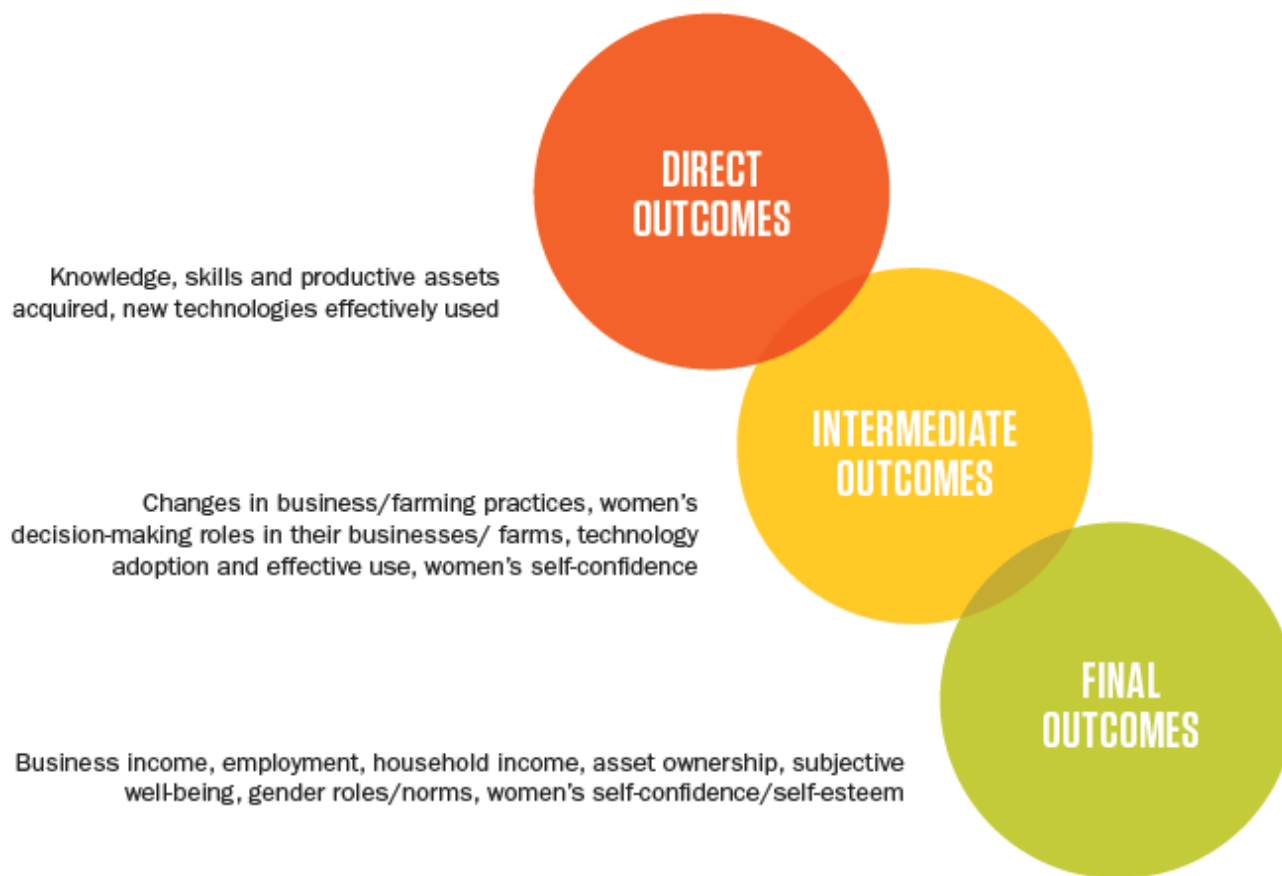 DIRECT
OUTCOMES
Knowledge, skills and productive assets
acquired, new technologies effectively used
INTERMEDIATE
OUTCOMES
Changes in business/farming practices, women's
decision-making roles in their businesses/ farms, technology
adoption and effective use, women's self-confidence
FINAL
OUTCOMES
Business income, employment, household income, asset ownership, subjective
well-being, gender roles/norms, women's self-confidence/self-esteem